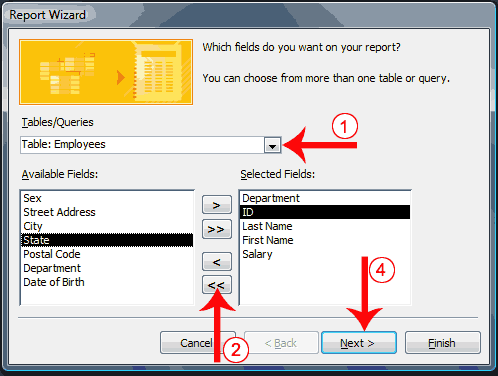 Report Wizard
Which fields do you want on your report?
You can choose from more than one table or query.
Tables/Queries
1
Table: Employees
Available Fields:
Selected Fields:
Sex
Street Address
City
State
Postal Code
Department
Date of Birth
>
>>
<
<<
Department
ID
Last Name
First Name
Salary
4
2
Cancel
< Back
Next >
Finish